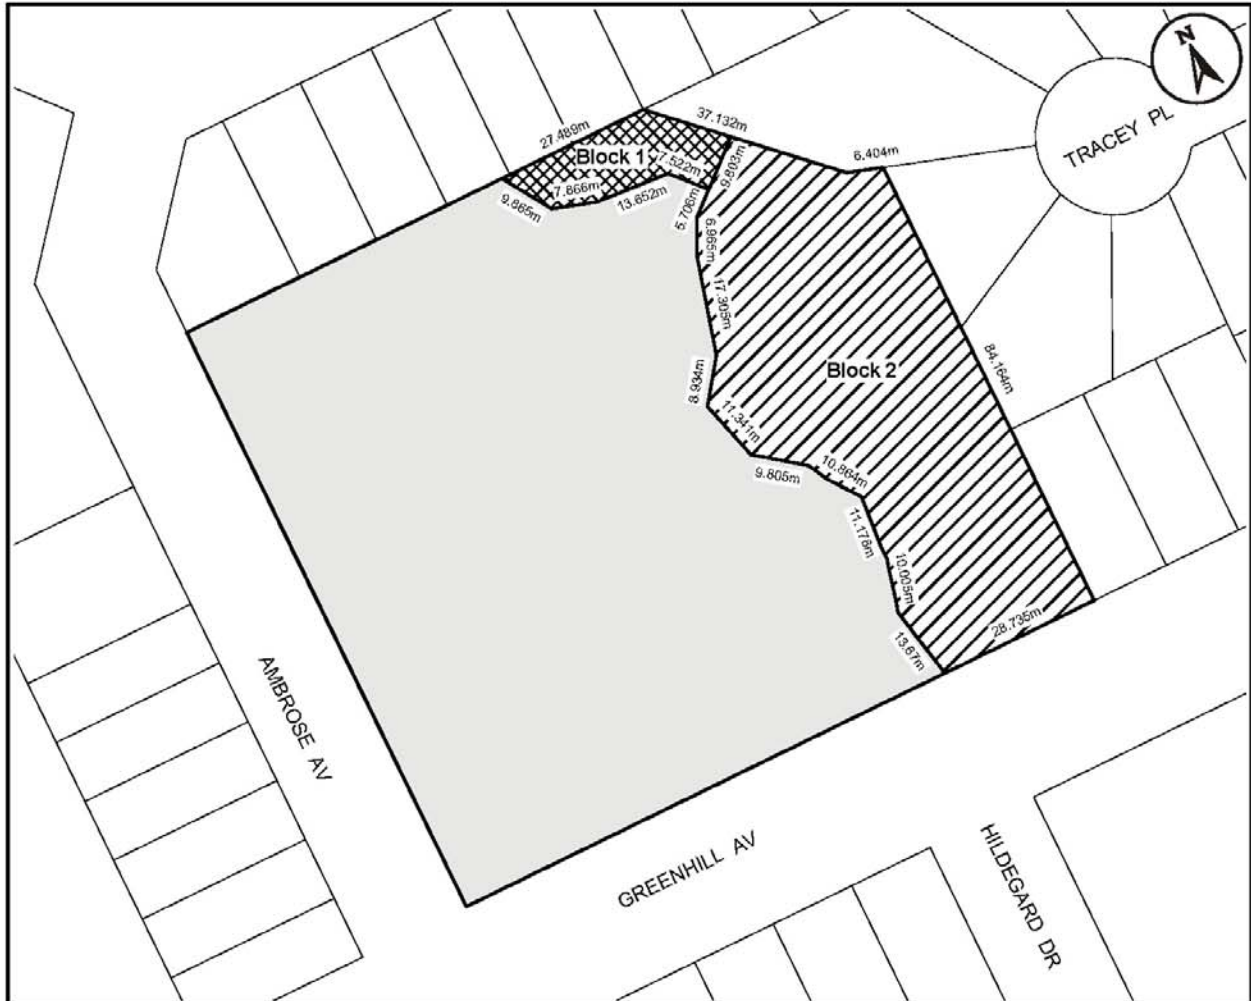 N
TRACEY PL
37.132m
27.489m
Block 1
7.522m
9.803m
6.404m
7.866m
13.652m
9.865m
5.706m
6.965m
17.305m
Block 2
84.164m
8.934m
11.341m
9.805m
10.864m
11.176m
10.005m
28.735m
13.67m
AMBROSE AV
GREENHILL AV
HILDEGARD DR